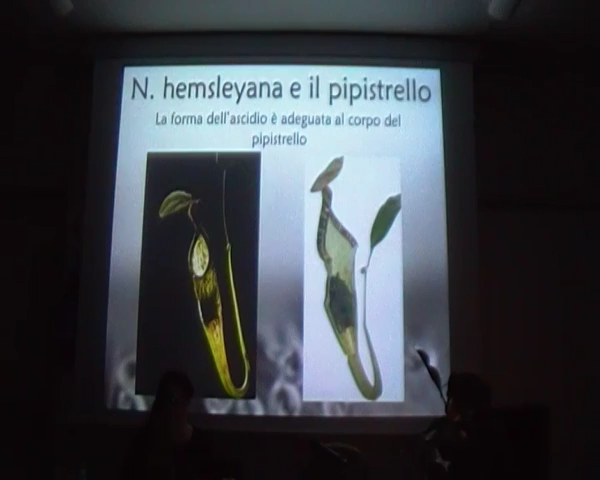 N. hemsleyana e il pipistrello
La forma dell'ascidio è adeguata al corpo del
pipistrello